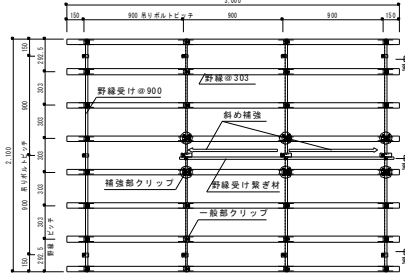 3,000
150 900 吊りボルトピッチ 900 900 150
野縁受け@900
野縁@303
斜め補強
補強部クリップ
野縁受け繋ぎ材
一般部クリップ
2,100
150
900
吊りボルトピッチ
900
150
292.5
303
303
303
303
303
292.5
野縁ピッチ